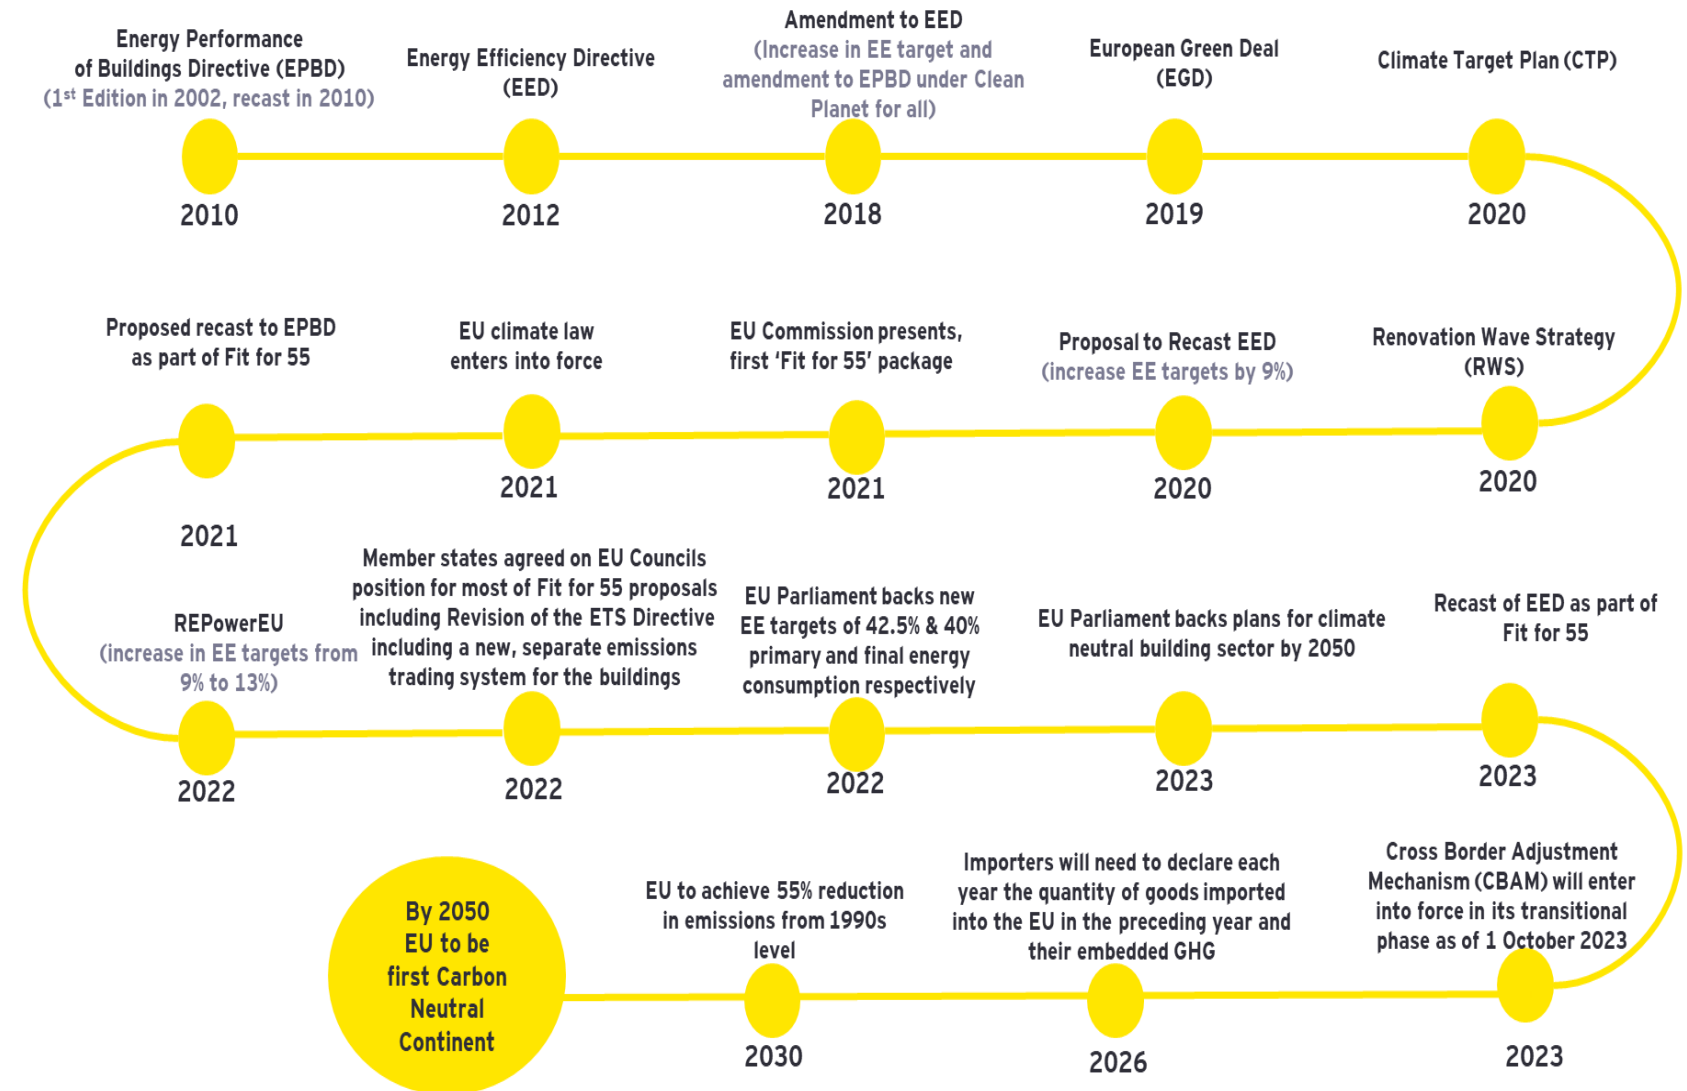 Energy Performance
of Buildings Directive (EPBD)
(1st Edition in 2002, recast in 2010)
2010
Energy Efficiency Directive
(EED)
2012
Amendment to EED
(Increase in EE target and
amendment to EPBD under Clean
Planet for all)
2018
European Green Deal
(EGD)
2019
Climate Target Plan (CTP)
2020
Renovation Wave Strategy
(RWS)
2020
Proposal to Recast EED
(increase EE targets by 9%)
2020
EU Commission presents,
first ‘Fit for 55’ package
2021
EU climate law
enters into force
2021
Proposed recast to EPBD
as part of Fit for 55
2021
REPowerEU
(increase in EE targets from
9% to 13%)
2022
Member states agreed on EU Councils
position for most of Fit for 55 proposals
including Revision of the ETS Directive
including a new, separate emissions
trading system for the buildings
2022
EU Parliament backs new
EE targets of 42.5% & 40%
primary and final energy
consumption respectively
2022
EU Parliament backs plans for climate
neutral building sector by 2050
2023
Recast of EED as part of
Fit for 55
2023
Cross Border Adjustment
Mechanism (CBAM) will enter
into force in its transitional
phase as of 1 October 2023
2023
Importers will need to declare each
year the quantity of goods imported
into the EU in the preceding year and
their embedded GHG
2026
EU to achieve 55% reduction
in emissions from 1990s
level
2030
By 2050
EU to be
first Carbon
Neutral
Continent